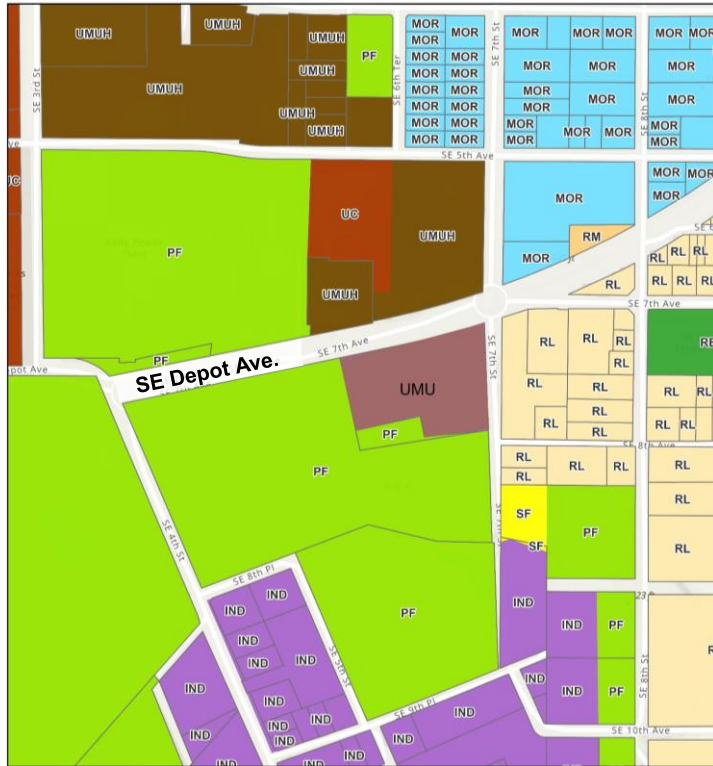 UMUH
UMUH
UMUH
PF
MOR
MOR
MOR
MOR
MOR
MOR
MOR
MOR
SE 3rd St
SE 6th Ter
SE 7th St
MOR
MOR
MOR
MOR
MOR
MOR
UMUH
UMUH
MOR
MOR
MOR
MOR
SE 8th St
UMUH
MOR
MOR
MOR
MOR
MOR
UMUH
MOR
MOR
MOR
MOR
MOR
MOR
MOR
MOR
MOR
MOR
SE 5th Ave
UC
PF
UC
UMUH
MOR
MOR
MOR
MOR
RM
MOR
RL
RL
RL
RL
RL
RL
RL
UMUH
SE 7th Ave
PF
SE Depot Ave.
SE 7th Ave
UMU
PF
SE 7th St
RL
RL
RL
RL
RL
RL
RL
RL
RL
RL
RL
RL
RL
SE 8th Ave
PF
RL
RL
RL
RL
RL
RL
SF
SF
PF
RL
SE 4th St
SE 8th Pl
PF
IND
IND
IND
IND
IND
IND
SE 5th St
IND
IND
PF
SE 8th St
IND
IND
IND
IND
IND
IND
IND
PF
SE 9th Pl
IND
IND
IND
IND
IND
IND
SE 10th Ave